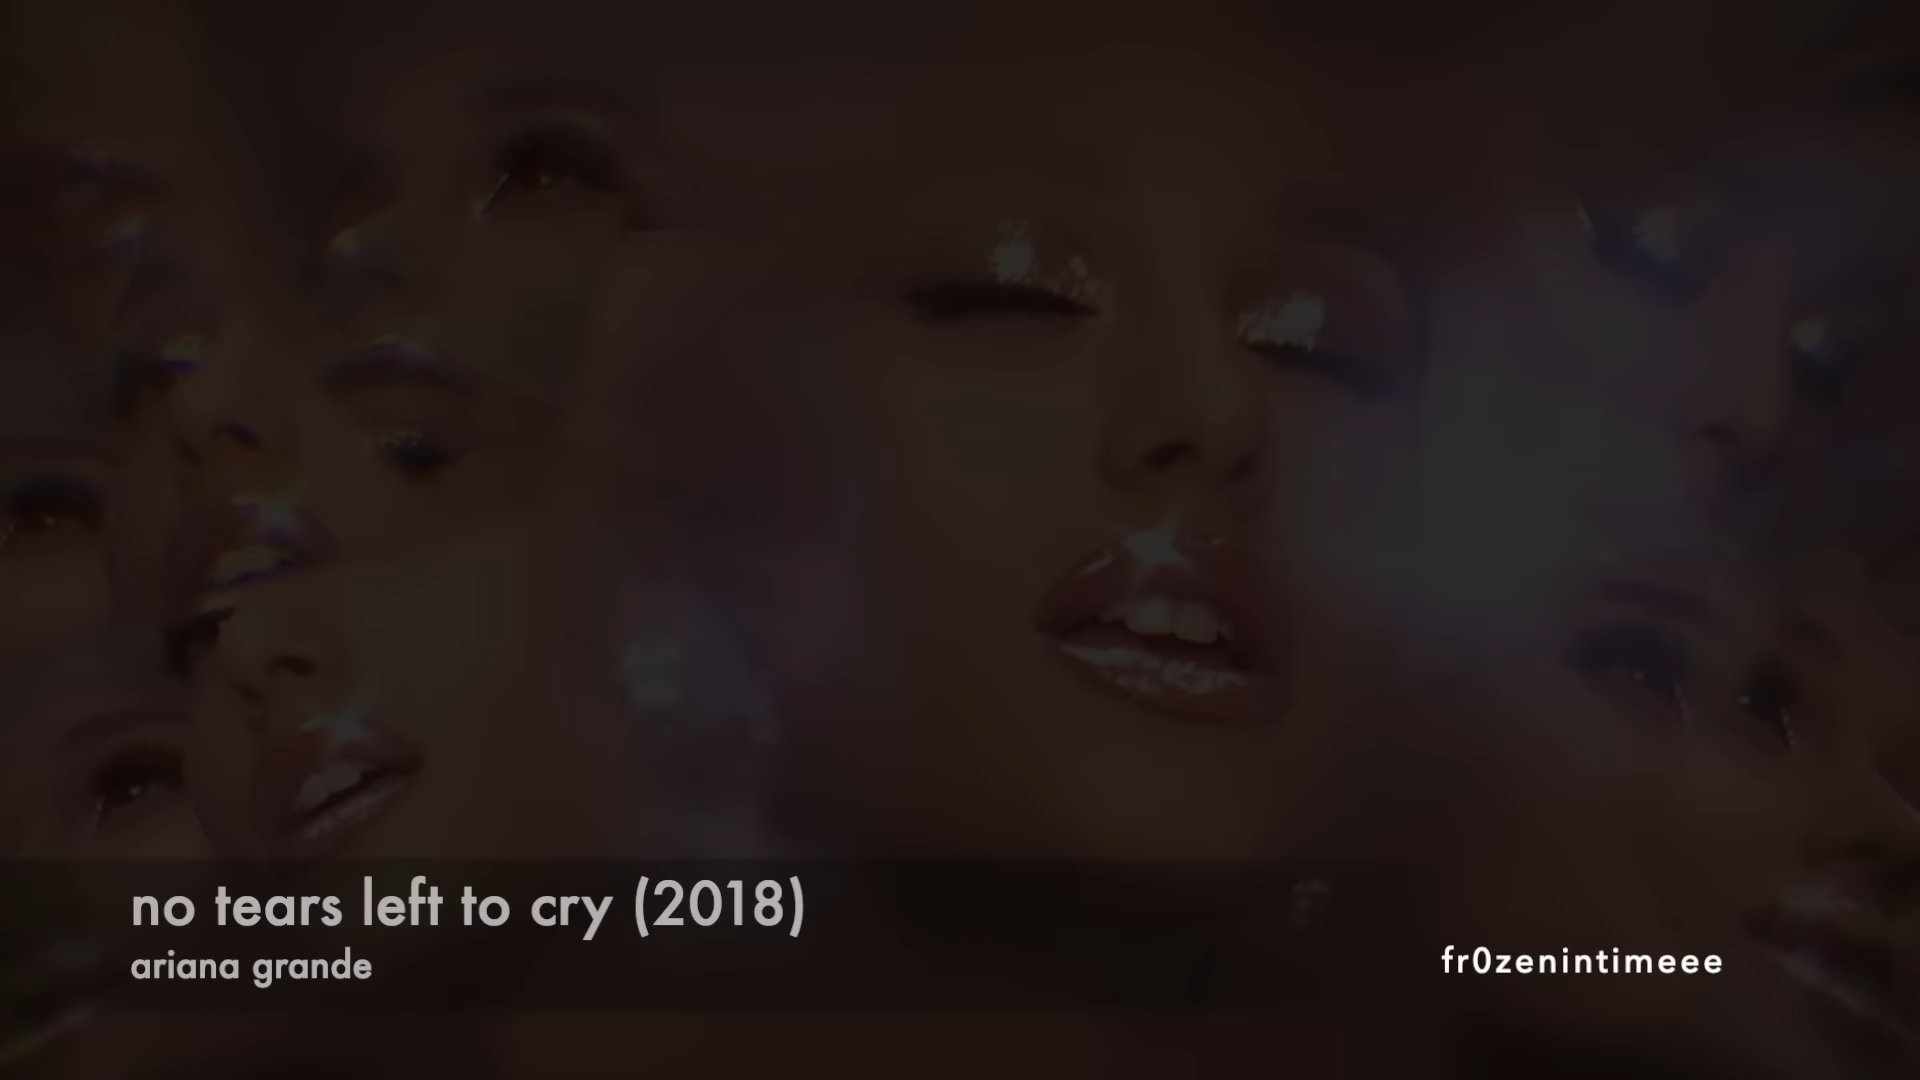 no tears left to cry (2018)
ariana grande
fr0zenintimeee